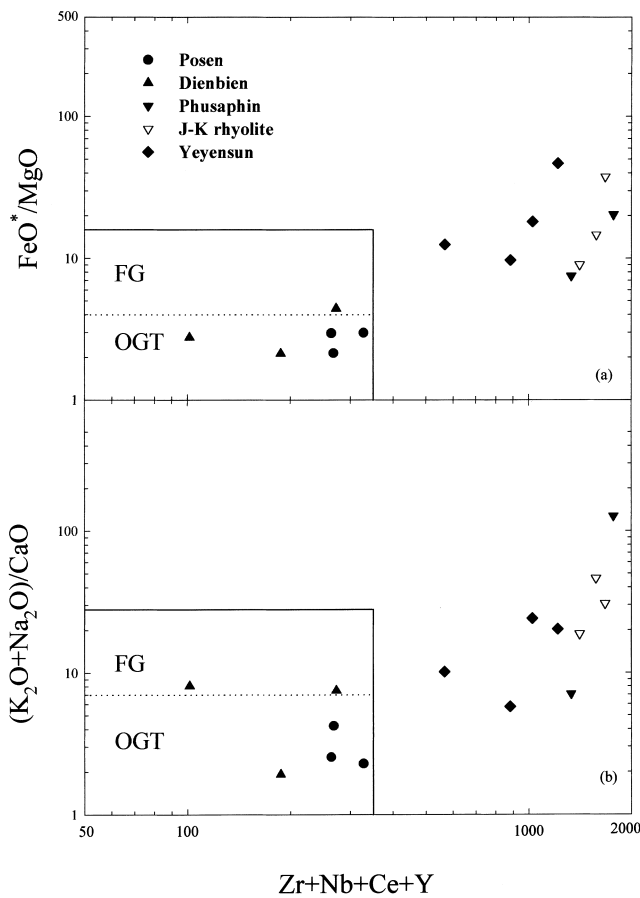 500
Posen
Dienbien
Phusaphin
J-K rhyolite
Yeyensun
100
FeO*/MgO
10
FG
OGT
(a)
1
100
(K₂O+Na₂O)/CaO
10
FG
OGT
(b)
1
50 100 1000 2000
Zr+Nb+Ce+Y